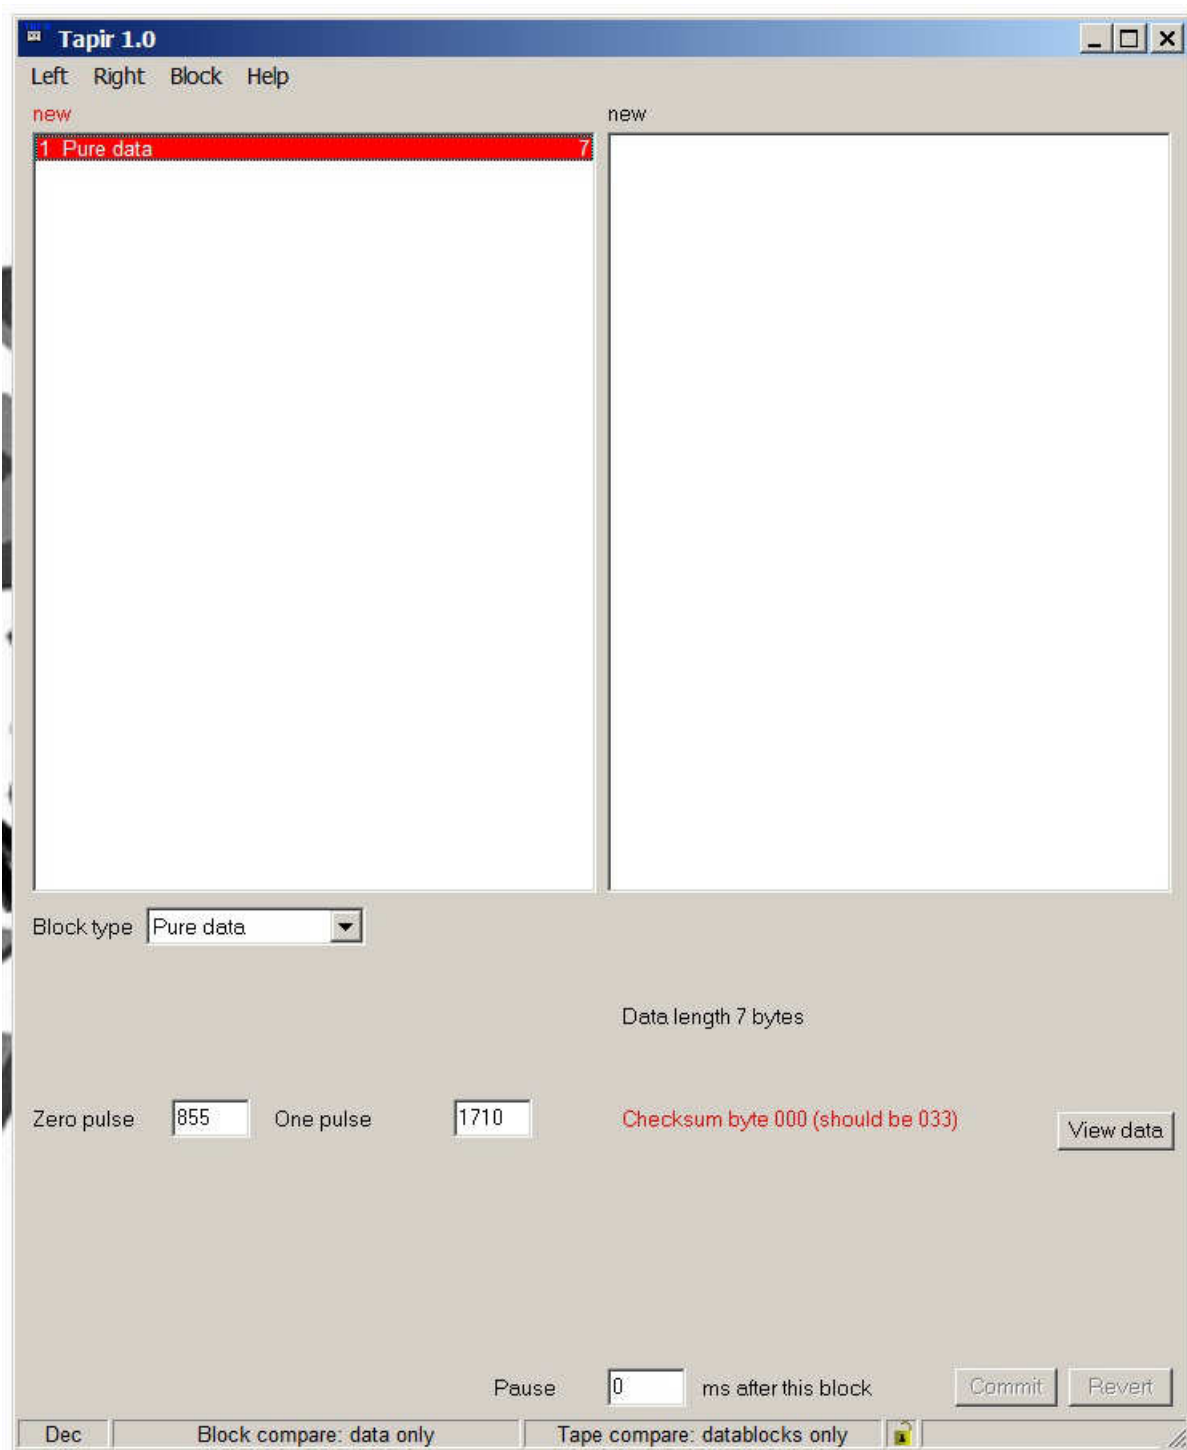 Tapir 1.0
Left Right Block Help
new new
1 Pure data 7
Block type Pure data
Data length 7 bytes
Zero pulse 855 One pulse 1710 Checksum byte 000 (should be 033)
View data
Pause 0 ms after this block Commit Revert
Dec Block compare: data only Tape compare: datablocks only